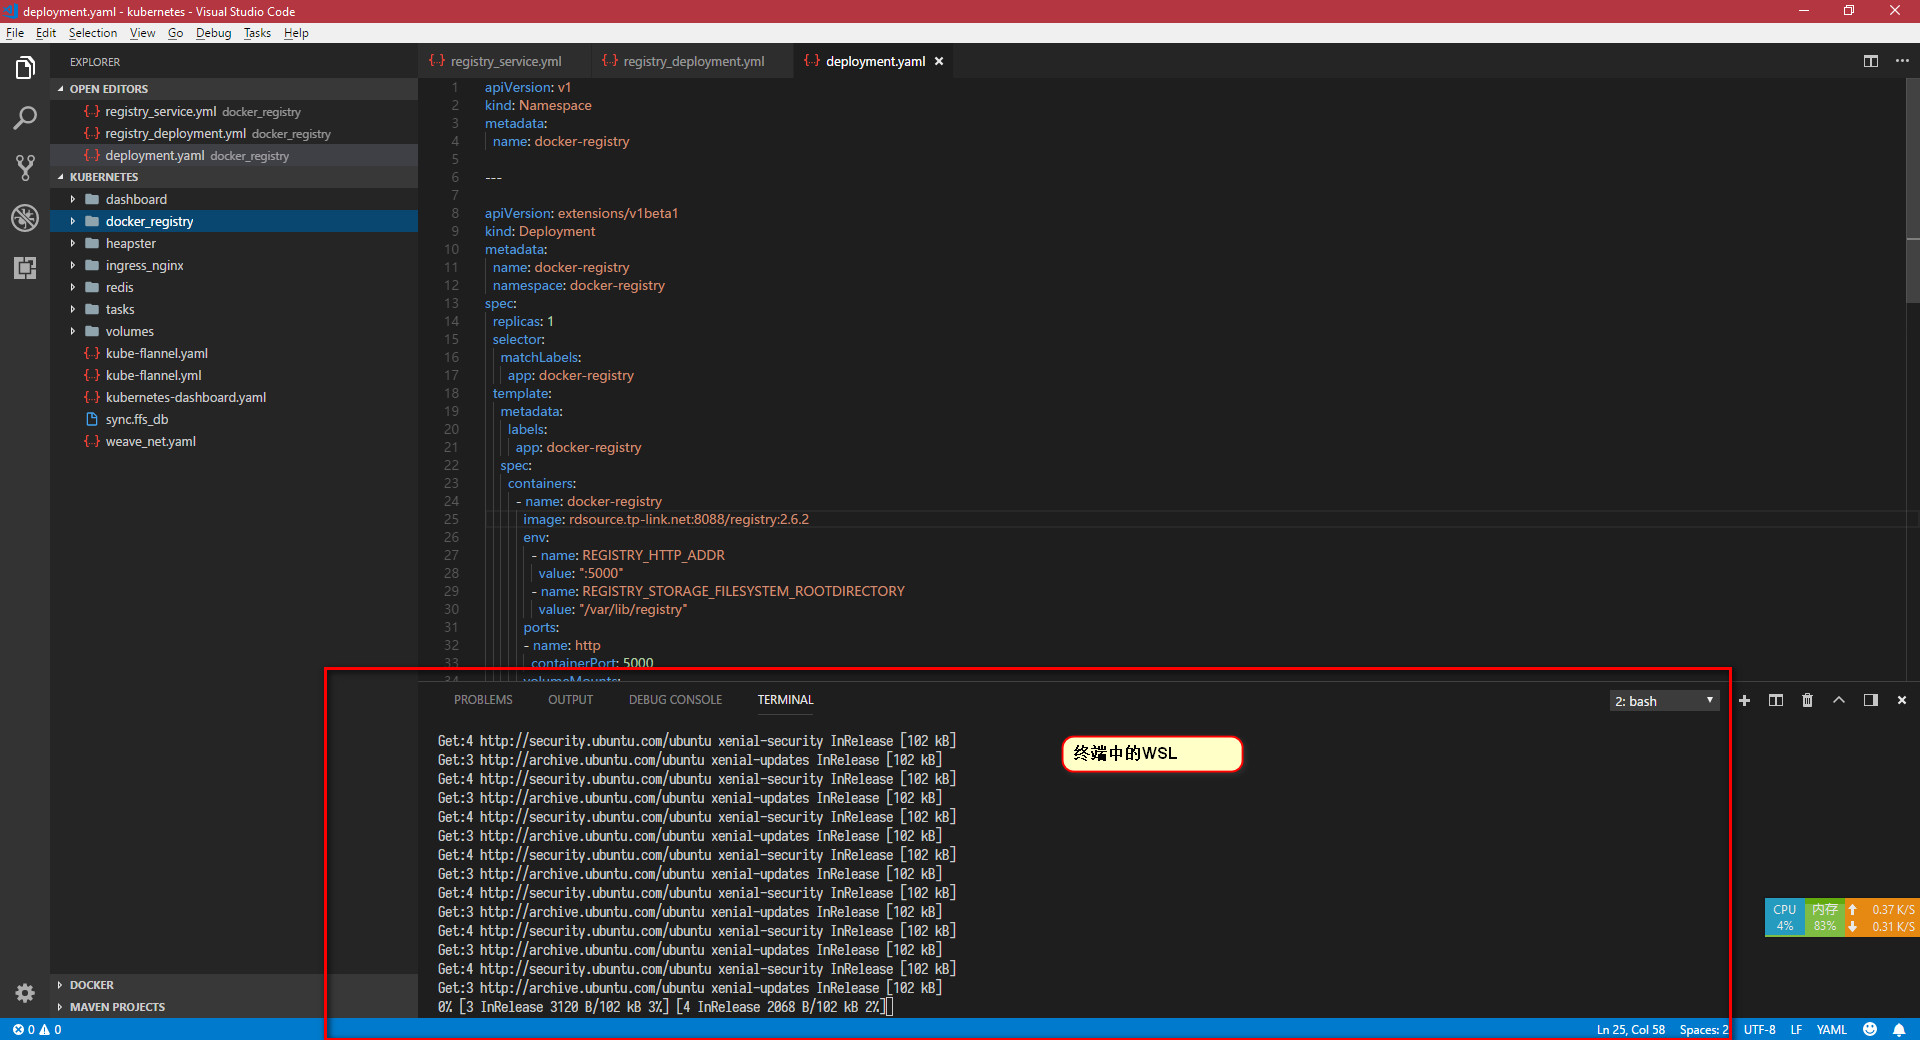 deployment.yaml - kubernetes - Visual Studio Code
File Edit Selection View Go Debug Tasks Help
EXPLORER
OPEN EDITORS
registry_service.yml docker_registry
registry_deployment.yml docker_registry
deployment.yaml docker_registry
KUBERNETES
dashboard
docker_registry
heapster
ingress_nginx
redis
tasks
volumes
kube-flannel.yaml
kube-flannel.yml
kubernetes-dashboard.yaml
sync.ffs_db
weave_net.yaml
DOCKER
MAVEN PROJECTS
registry_service.yml registry_deployment.yml deployment.yaml
1 apiVersion: v1
2 kind: Namespace
3 metadata:
4 name: docker-registry
5
6 ---
7
8 apiVersion: extensions/v1beta1
9 kind: Deployment
10 metadata:
11 name: docker-registry
12 namespace: docker-registry
13 spec:
14 replicas: 1
15 selector:
16 matchLabels:
17 app: docker-registry
18 template:
19 metadata:
20 labels:
21 app: docker-registry
22 spec:
23 containers:
24 - name: docker-registry
25 image: rdsource.tp-link.net:8088/registry:2.6.2
26 env:
27 - name: REGISTRY_HTTP_ADDR
28 value: ":5000"
29 - name: REGISTRY_STORAGE_FILESYSTEM_ROOTDIRECTORY
30 value: "/var/lib/registry"
31 ports:
32 - name: http
33 containerPort: 5000
34 volumeMounts:
PROBLEMS OUTPUT DEBUG CONSOLE TERMINAL 2: bash
终端中的WSL
Get:4 http://security.ubuntu.com/ubuntu xenial-security InRelease [102 kB]
Get:3 http://archive.ubuntu.com/ubuntu xenial-updates InRelease [102 kB]
Get:4 http://security.ubuntu.com/ubuntu xenial-security InRelease [102 kB]
Get:3 http://archive.ubuntu.com/ubuntu xenial-updates InRelease [102 kB]
Get:4 http://security.ubuntu.com/ubuntu xenial-security InRelease [102 kB]
Get:3 http://archive.ubuntu.com/ubuntu xenial-updates InRelease [102 kB]
Get:4 http://security.ubuntu.com/ubuntu xenial-security InRelease [102 kB]
Get:3 http://archive.ubuntu.com/ubuntu xenial-updates InRelease [102 kB]
Get:4 http://security.ubuntu.com/ubuntu xenial-security InRelease [102 kB]
Get:3 http://archive.ubuntu.com/ubuntu xenial-updates InRelease [102 kB]
Get:4 http://security.ubuntu.com/ubuntu xenial-security InRelease [102 kB]
Get:3 http://archive.ubuntu.com/ubuntu xenial-updates InRelease [102 kB]
Get:4 http://security.ubuntu.com/ubuntu xenial-security InRelease [102 kB]
Get:3 http://archive.ubuntu.com/ubuntu xenial-updates InRelease [102 kB]
0% [3 InRelease 3120 B/102 kB 3%] [4 InRelease 2068 B/102 kB 2%]
CPU 内存 0.37 K/S
4% 83% 0.31 K/S
0 0 Ln 25, Col 58 Spaces: 2 UTF-8 LF YAML